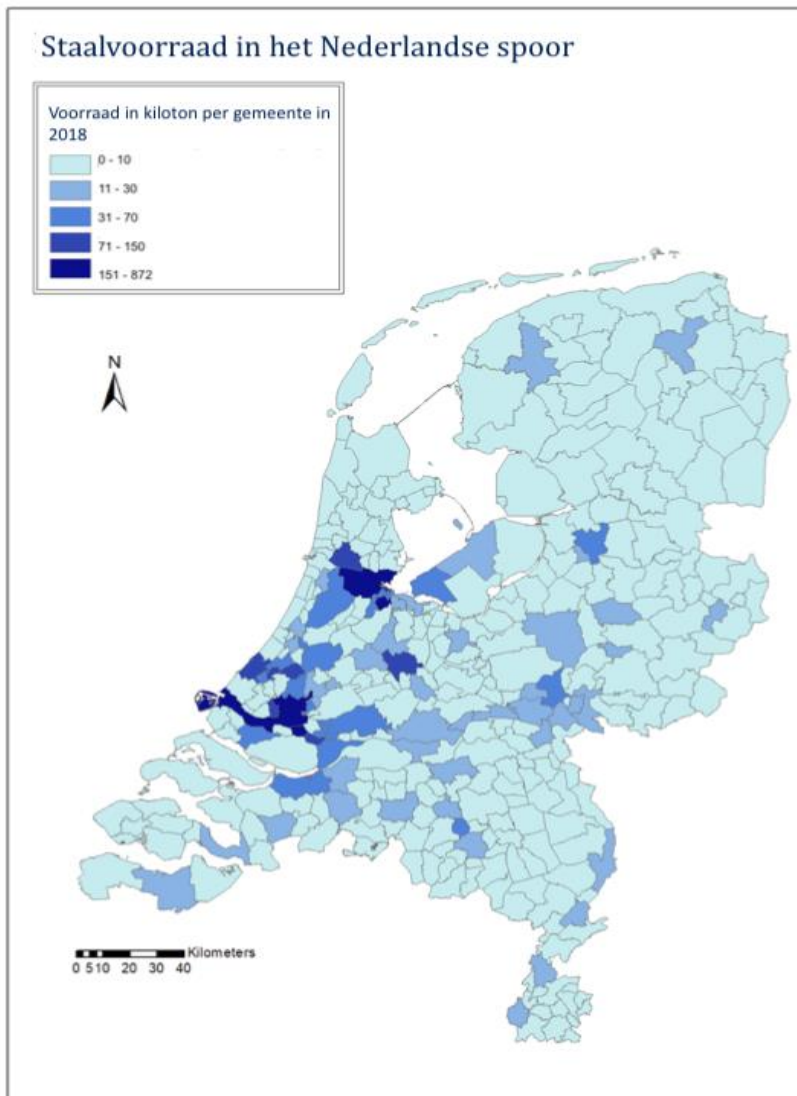 Staalvoorraad in het Nederlandse spoor
Voorraad in kiloton per gemeente in
2018
0 - 10
11 - 30
31 - 70
71 - 150
151 - 872
N
Kilometers
0 5 10 20 30 40